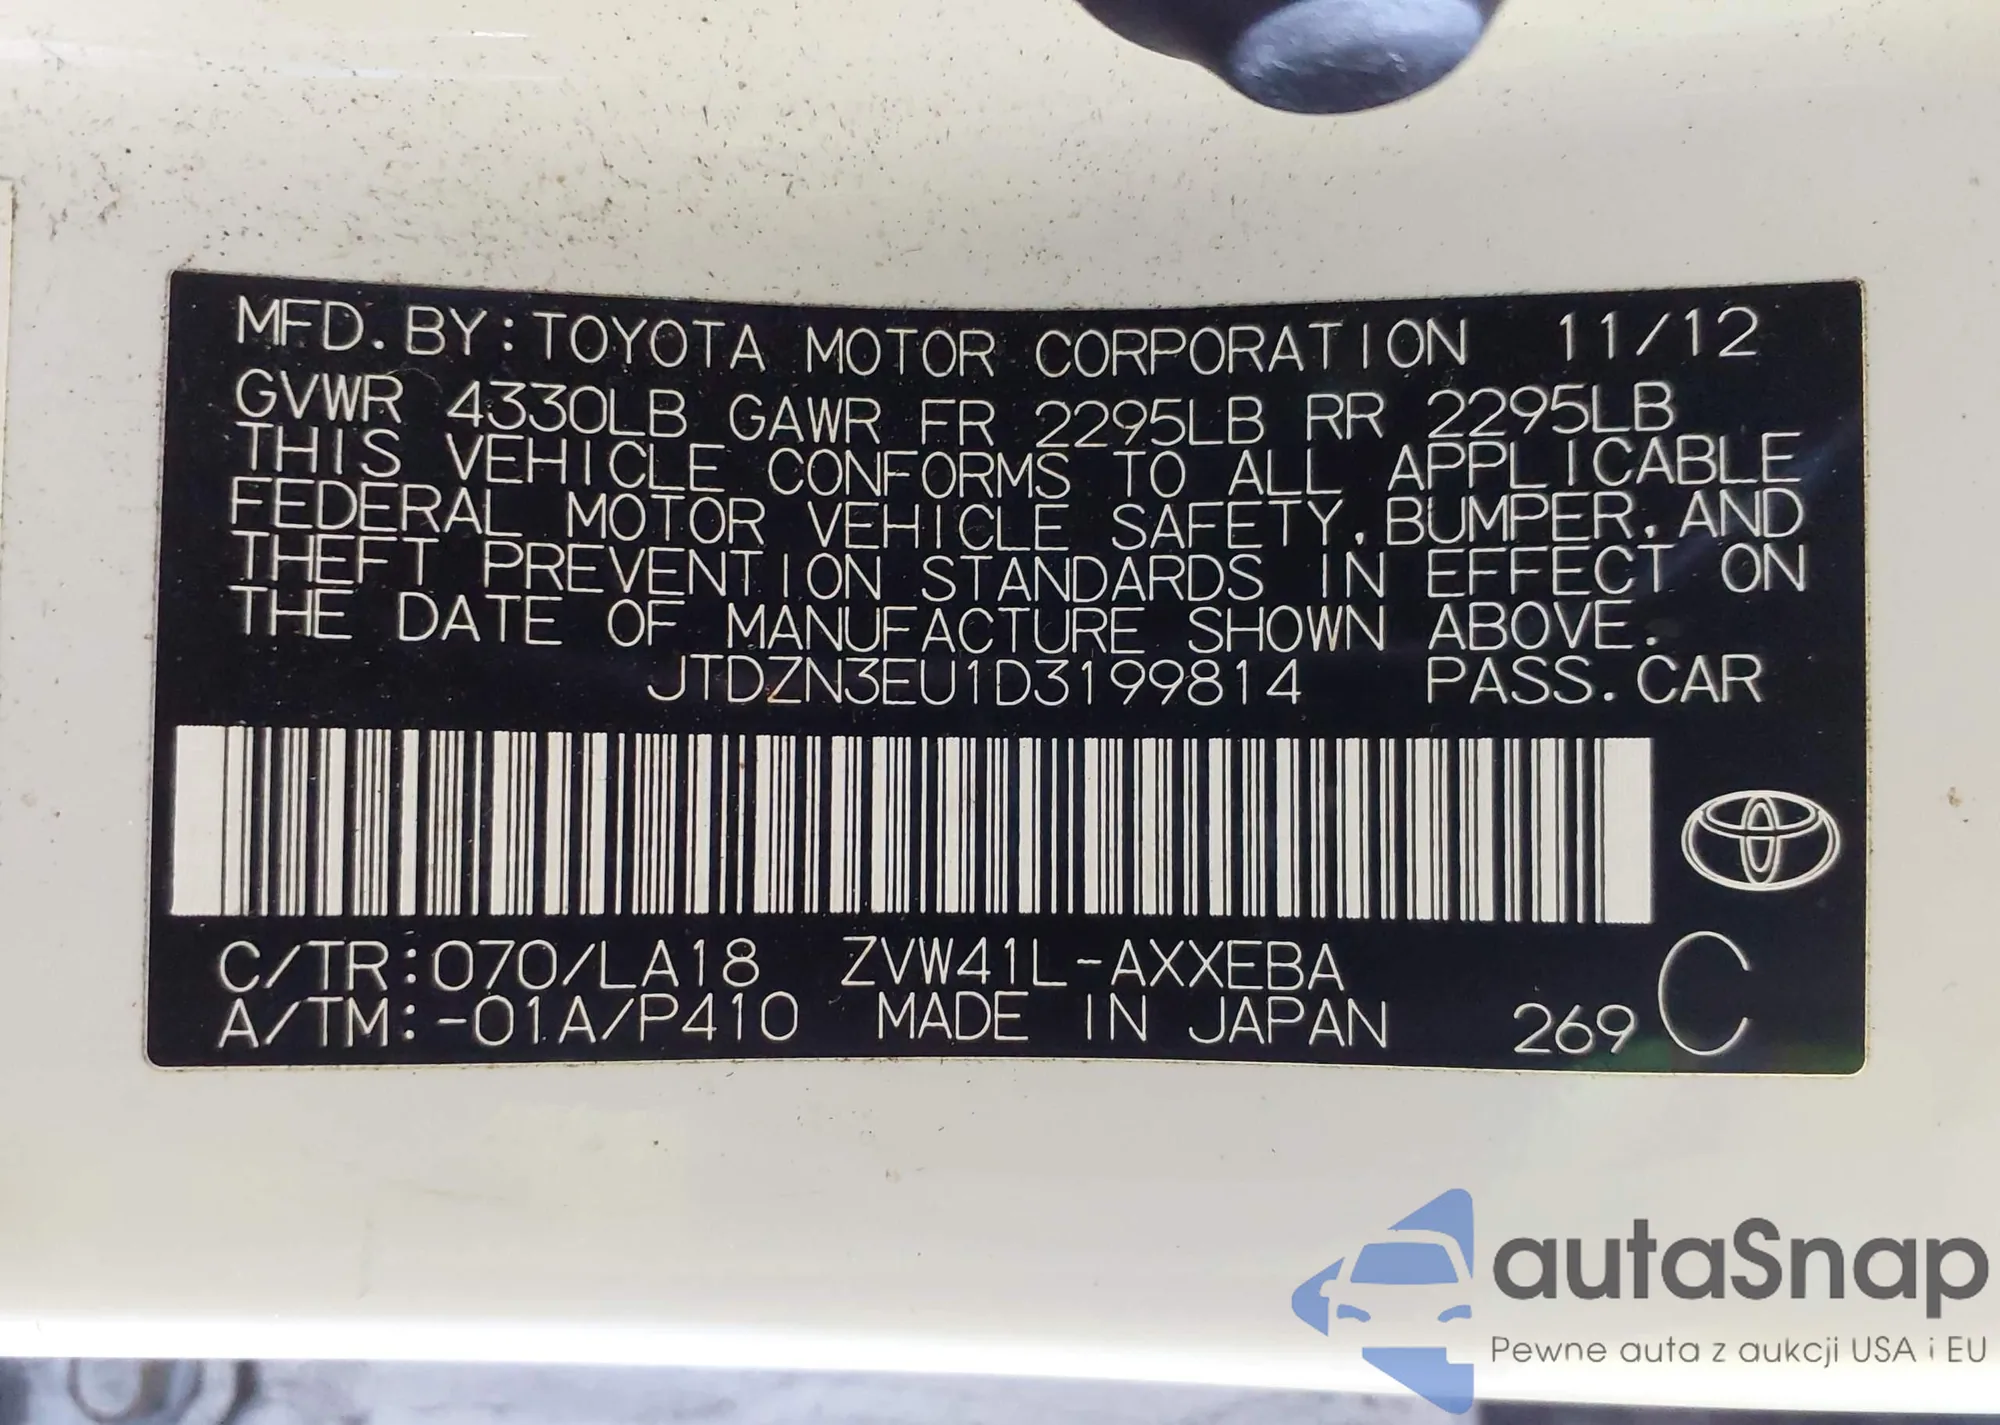 MFD. BY: TOYOTA MOTOR CORPORATION 11/12
GVWR 4330LB GAWR FR 2295LB RR 2295LB
THIS VEHICLE CONFORMS TO ALL APPLICABLE
FEDERAL MOTOR VEHICLE SAFETY, BUMPER, AND
THEFT PREVENTION STANDARDS IN EFFECT ON
THE DATE OF MANUFACTURE SHOWN ABOVE.
JTDZN3EU1D3199814 PASS. CAR
C/TR: 070/LA18 ZVW41L-AXXEBA
A/TM: -01A/P410 MADE IN JAPAN 269 C
autaSnap
Pewne auta z aukcji USA i EU